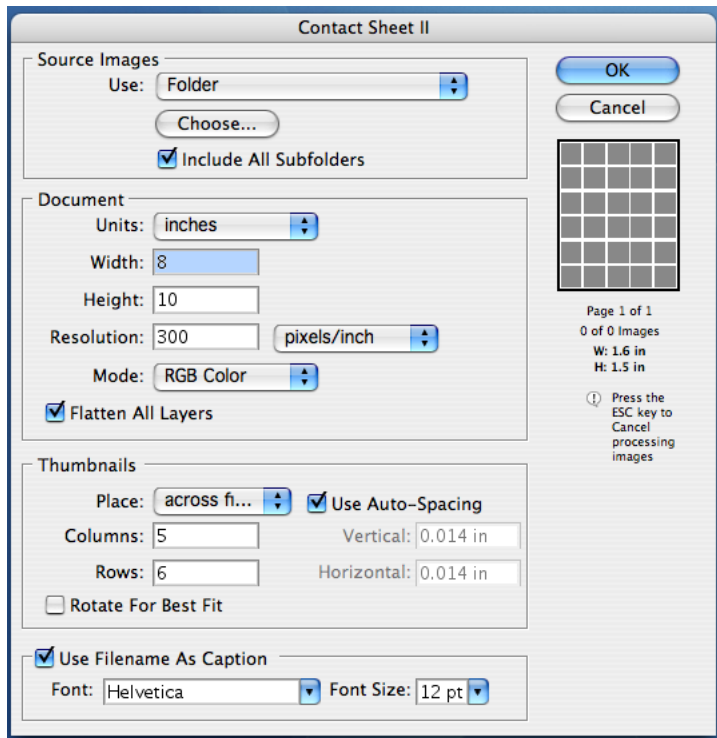 Contact Sheet II
Source Images
Use: Folder
Choose...
Include All Subfolders
Document
Units: inches
Width: 8
Height: 10
Resolution: 300 pixels/inch
Mode: RGB Color
Flatten All Layers
Thumbnails
Place: across fi... Use Auto-Spacing
Columns: 5 Vertical: 0.014 in
Rows: 6 Horizontal: 0.014 in
Rotate For Best Fit
Use Filename As Caption
Font: Helvetica Font Size: 12 pt
OK
Cancel
Page 1 of 1
0 of 0 Images
W: 1.6 in
H: 1.5 in
Press the
ESC key to
Cancel
processing
images